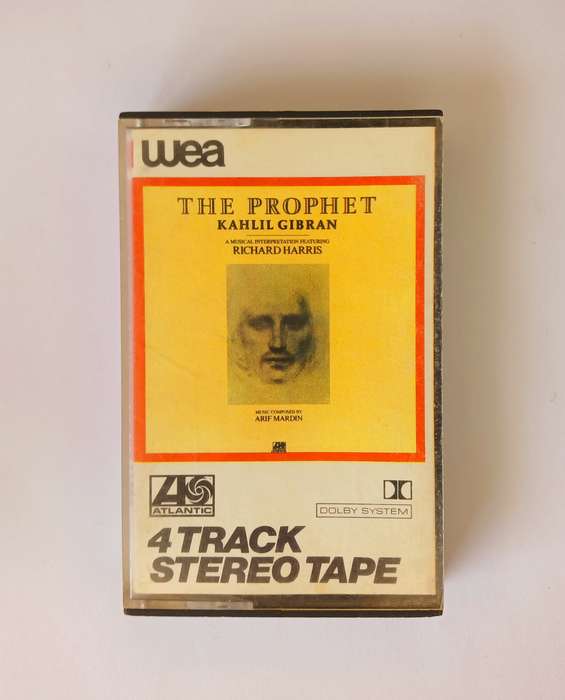 wea
THE PROPHET
KAHLIL GIBRAN
A MUSICAL INTERPRETATION FEATURING
RICHARD HARRIS
MUSIC COMPOSED BY
ARIF MARDIN
ATLANTIC
DOLBY SYSTEM
4 TRACK
STEREO TAPE